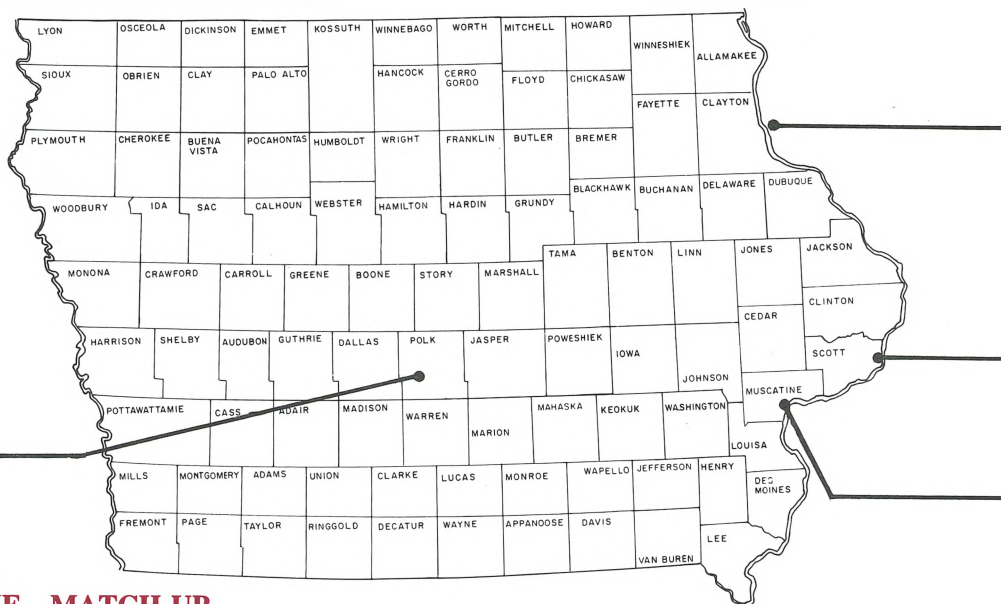 LYON OSCEOLA DICKINSON EMMET KOSSUTH WINNEBAGO WORTH MITCHELL HOWARD
WINNESHIEK ALLAMAKEE
SIOUX OBRIEN CLAY PALO ALTO HANCOCK CERRO GORDO FLOYD CHICKASAW
FAYETTE CLAYTON
PLYMOUTH CHEROKEE BUENA VISTA POCAHONTAS HUMBOLDT WRIGHT FRANKLIN BUTLER BREMER
BLACKHAWK BUCHANAN DELAWARE DUBUQUE
WOODBURY IDA SAC CALHOUN WEBSTER HAMILTON HARDIN GRUNDY
TAMA BENTON LINN JONES JACKSON
MONONA CRAWFORD CARROLL GREENE BOONE STORY MARSHALL
CLINTON
CEDAR
HARRISON SHELBY AUDUBON GUTHRIE DALLAS POLK JASPER POWESHIEK IOWA JOHNSON SCOTT
MUSCATINE
POTTAWATTAMIE CASS ADAIR MADISON WARREN MARION MAHASKA KEOKUK WASHINGTON
LOUISA
MILLS MONTGOMERY ADAMS UNION CLARKE LUCAS MONROE WAPELLO JEFFERSON HENRY
DES MOINES
FREMONT PAGE TAYLOR RINGGOLD DECATUR WAYNE APPANOOSE DAVIS
VAN BUREN LEE
MATCH UP